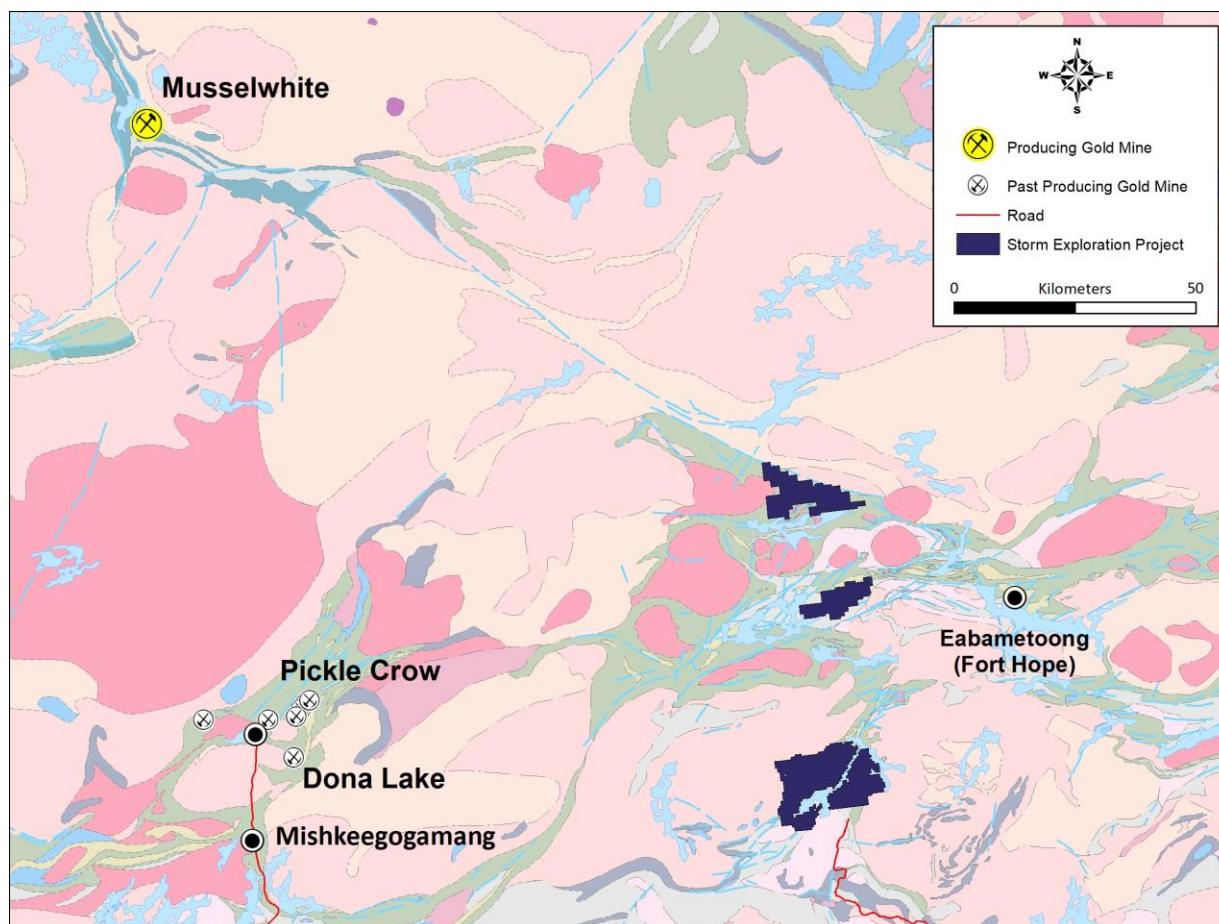 Musselwhite
N
W E
S
Producing Gold Mine
Past Producing Gold Mine
Road
Storm Exploration Project
0 Kilometers 50
Eabametoong
(Fort Hope)
Pickle Crow
Dona Lake
Mishkeegogamang